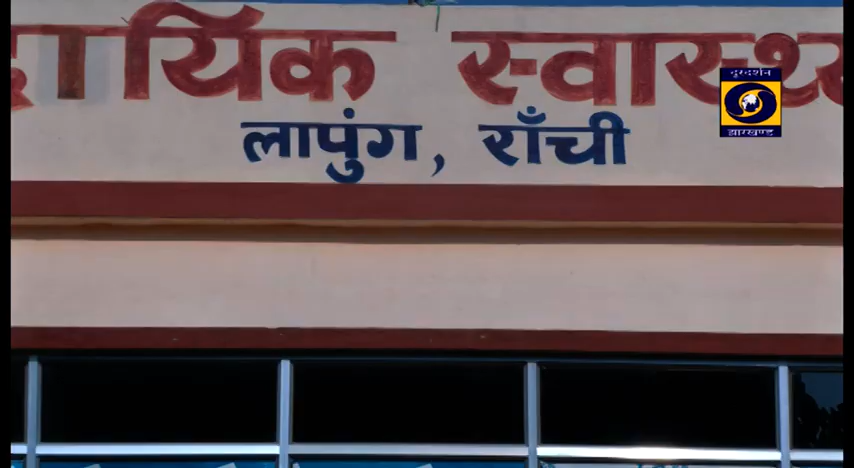 दायिक स्वास्थ्य
लापुंग, राँची
दूरदर्शन
झारखण्ड